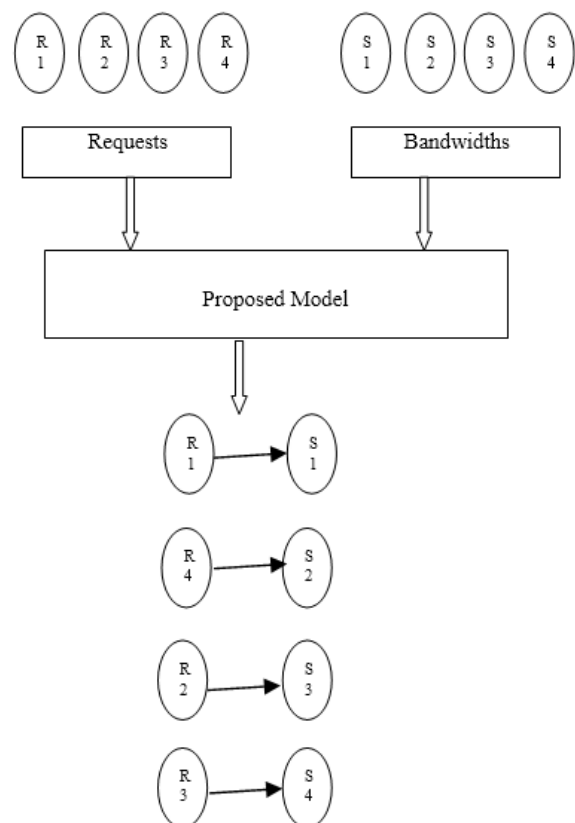 R R R R S S S S
1 2 3 4 1 2 3 4
Requests Bandwidths
Proposed Model
R S
1 1
R S
4 2
R S
2 3
R S
3 4